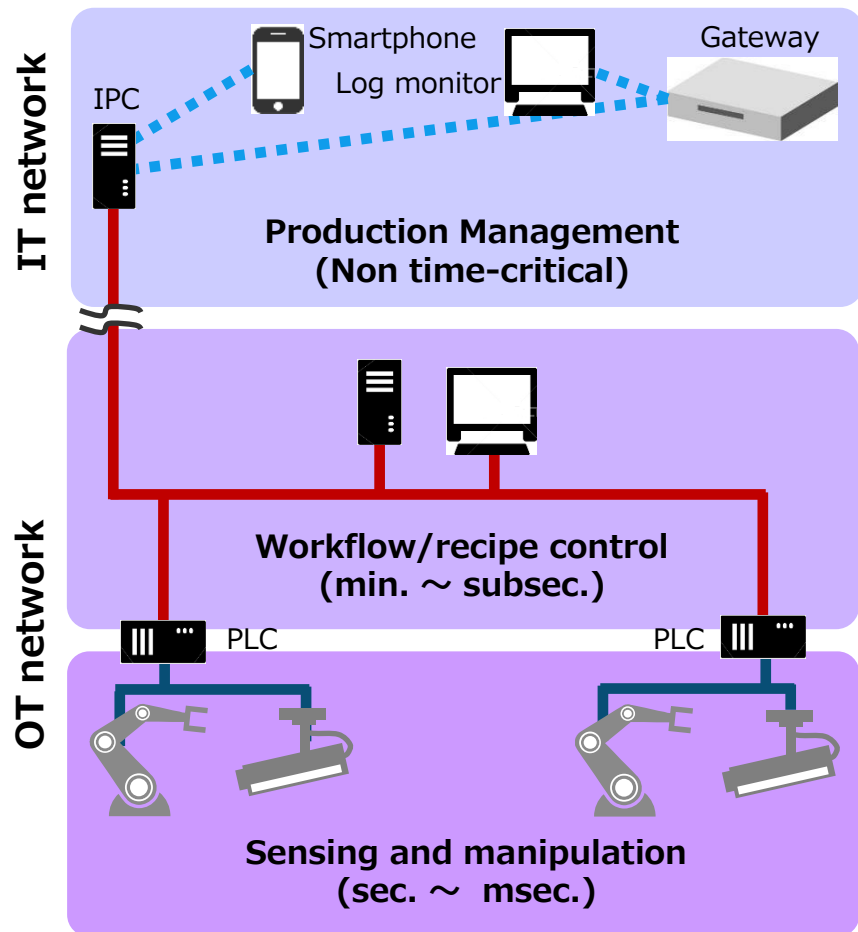 IT network
Smartphone
Gateway
Log monitor
IPC
Production Management
(Non time-critical)
OT network
Workflow/recipe control
(min. ～ subsec.)
PLC
PLC
Sensing and manipulation
(sec. ～ msec.)